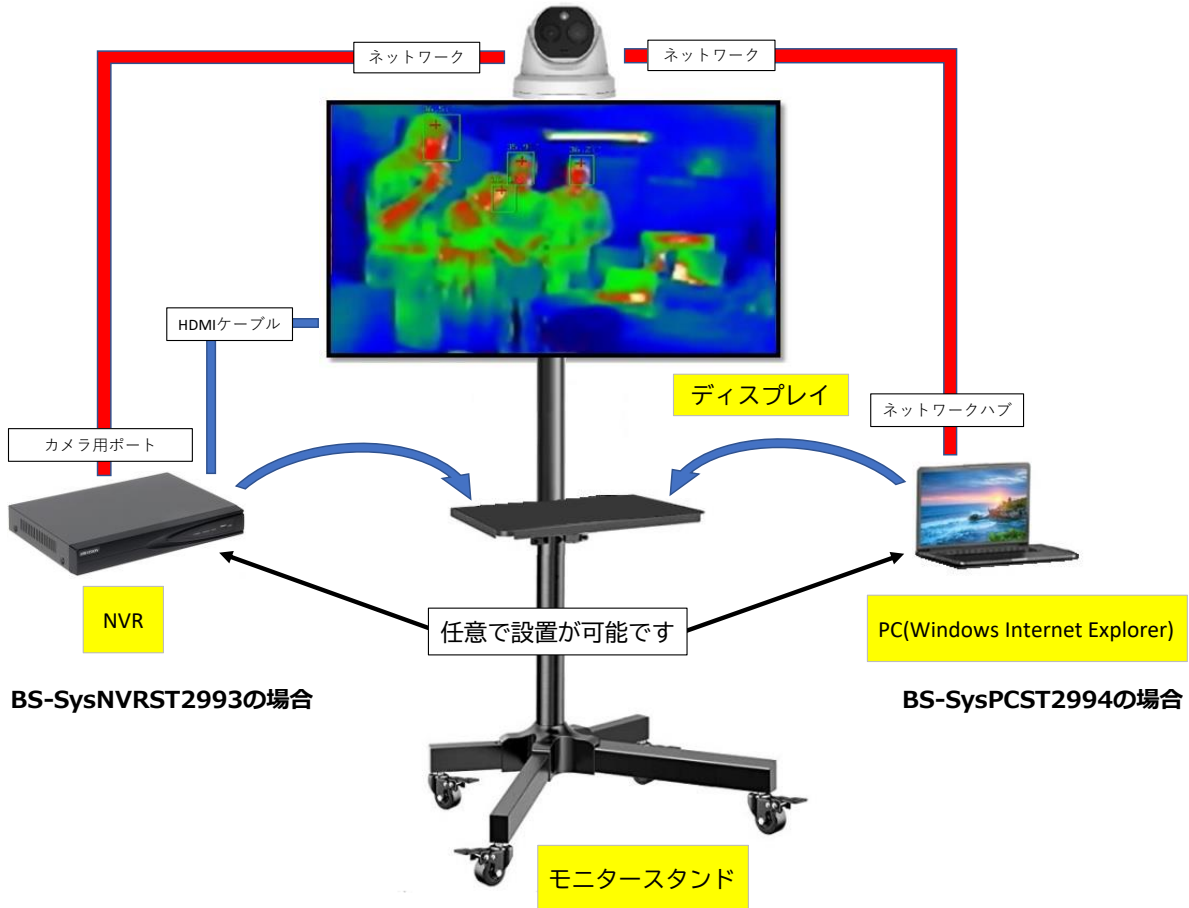 ネットワーク
ネットワーク
35.9
36.2
HDMIケーブル
ディスプレイ
ネットワークハブ
カメラ用ポート
NVR
任意で設置が可能です
PC(Windows Internet Explorer)
BS-SysNVRST2993の場合
BS-SysPCST2994の場合
モニタースタンド